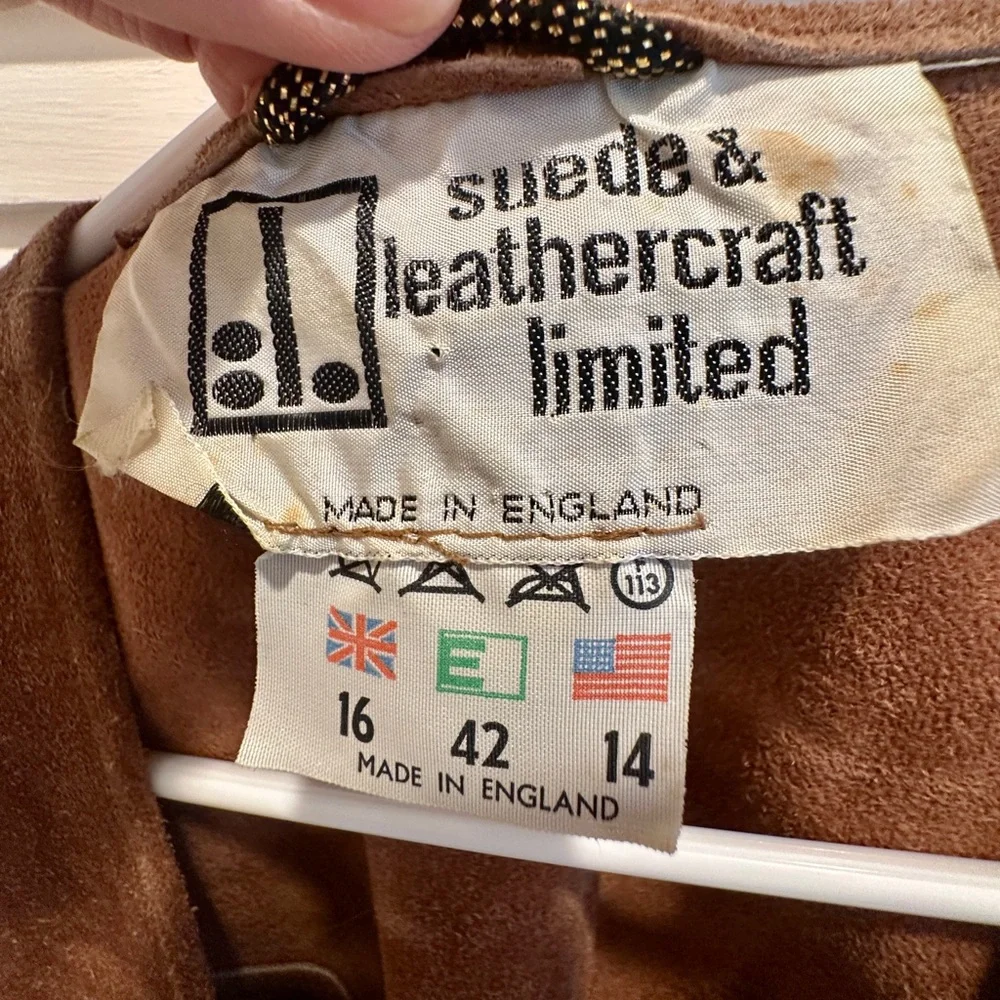 suede &
leathercraft
limited
MADE IN ENGLAND
113
E
16 42 14
MADE IN ENGLAND